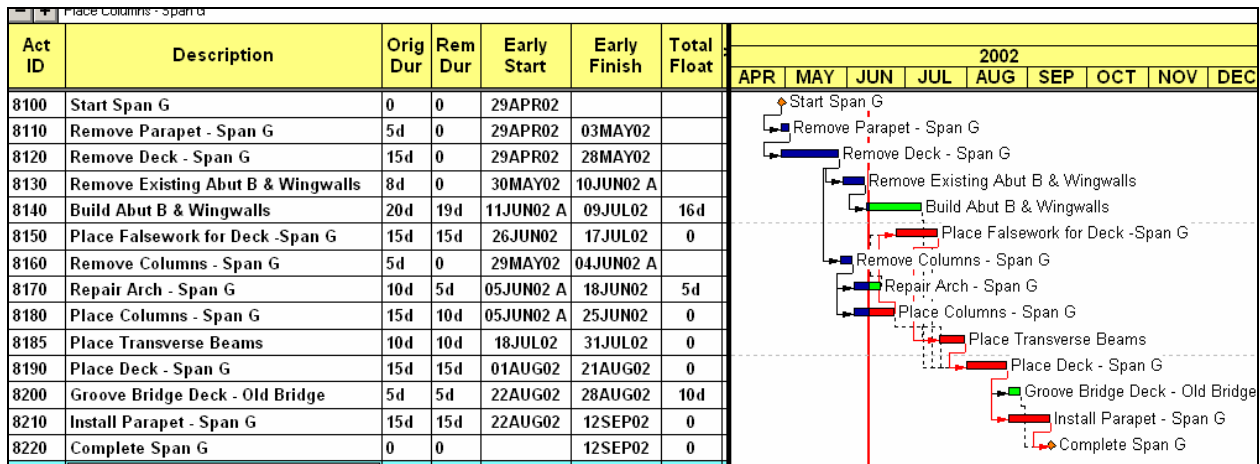 Place Columns - Span G
Act ID Description Orig Dur Rem Dur Early Start Early Finish Total Float
2002
APR MAY JUN JUL AUG SEP OCT NOV DEC
8100 Start Span G 0 0 29APR02 Start Span G
8110 Remove Parapet - Span G 5d 0 29APR02 03MAY02 Remove Parapet - Span G
8120 Remove Deck - Span G 15d 0 29APR02 28MAY02 Remove Deck - Span G
8130 Remove Existing Abut B & Wingwalls 8d 0 30MAY02 10JUN02 A Remove Existing Abut B & Wingwalls
8140 Build Abut B & Wingwalls 20d 19d 11JUN02 A 09JUL02 16d Build Abut B & Wingwalls
8150 Place Falsework for Deck -Span G 15d 15d 26JUN02 17JUL02 0 Place Falsework for Deck -Span G
8160 Remove Columns - Span G 5d 0 29MAY02 04JUN02 A Remove Columns - Span G
8170 Repair Arch - Span G 10d 5d 05JUN02 A 18JUN02 5d Repair Arch - Span G
8180 Place Columns - Span G 15d 10d 05JUN02 A 25JUN02 0 Place Columns - Span G
8185 Place Transverse Beams 10d 10d 18JUL02 31JUL02 0 Place Transverse Beams
8190 Place Deck - Span G 15d 15d 01AUG02 21AUG02 0 Place Deck - Span G
8200 Groove Bridge Deck - Old Bridge 5d 5d 22AUG02 28AUG02 10d Groove Bridge Deck - Old Bridge
8210 Install Parapet - Span G 15d 15d 22AUG02 12SEP02 0 Install Parapet - Span G
8220 Complete Span G 0 0 12SEP02 0 Complete Span G